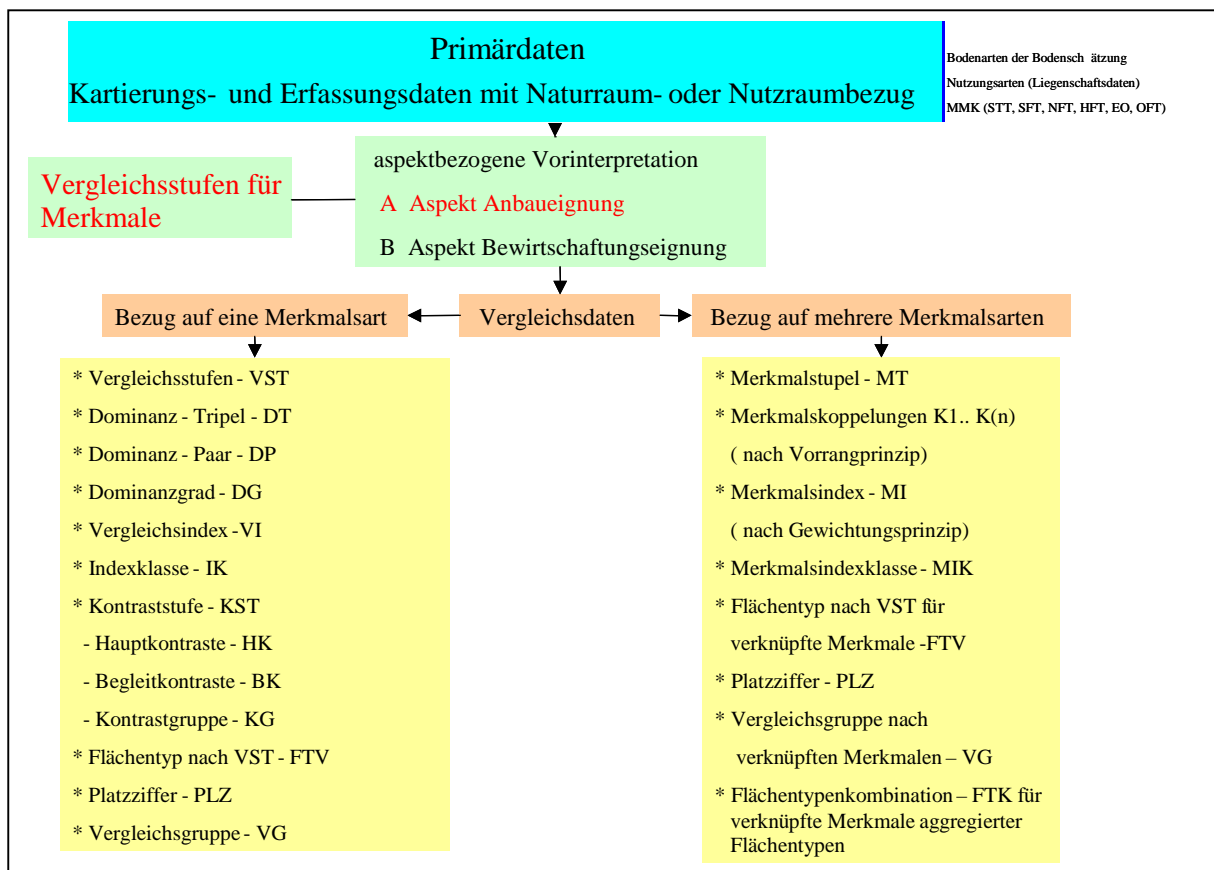 Primärdaten
Kartierungs- und Erfassungsdaten mit Naturraum- oder Nutzraumbezug
Bodenarten der Bodensch ätzung
Nutzungsarten (Liegenschaftsdaten)
MMK (STT, SFT, NFT, HFT, EO, OFT)
Vergleichsstufen für
Merkmale
aspektbezogene Vorinterpretation
A Aspekt Anbaueignung
B Aspekt Bewirtschaftungseignung
Bezug auf eine Merkmalsart
Vergleichsdaten
Bezug auf mehrere Merkmalsarten
* Vergleichsstufen - VST
* Dominanz - Tripel - DT
* Dominanz - Paar - DP
* Dominanzgrad - DG
* Vergleichsindex -VI
* Indexklasse - IK
* Kontraststufe - KST
- Hauptkontraste - HK
- Begleitkontraste - BK
- Kontrastgruppe - KG
* Flächentyp nach VST - FTV
* Platzziffer - PLZ
* Vergleichsgruppe - VG
* Merkmalstupel - MT
* Merkmalskoppelungen K1.. K(n)
( nach Vorrangprinzip)
* Merkmalsindex - MI
( nach Gewichtungsprinzip)
* Merkmalsindexklasse - MIK
* Flächentyp nach VST für
verknüpfte Merkmale -FTV
* Platzziffer - PLZ
* Vergleichsgruppe nach
verknüpften Merkmalen – VG
* Flächentypenkombination – FTK für
verknüpfte Merkmale aggregierter
Flächentypen